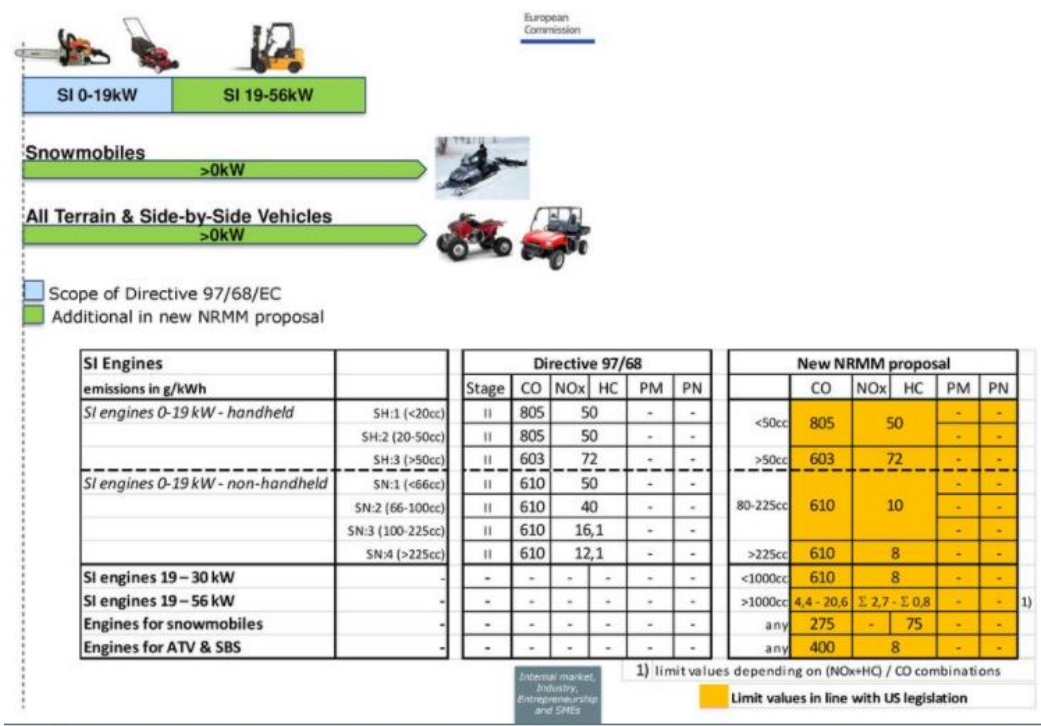 European
Commission
SI 0-19kW SI 19-56kW
Snowmobiles
>0kW
All Terrain & Side-by-Side Vehicles
>0kW
Scope of Directive 97/68/EC
Additional in new NRMM proposal
SI Engines Directive 97/68 New NRMM proposal
emissions in g/kWh Stage CO NOx HC PM PN CO NOx HC PM PN
SI engines 0-19 kW - handheld SH:1 (<20cc) II 805 50 - - <50cc 805 50 - -
SH:2 (20-50cc) II 805 50 - - - -
SH:3 (>50cc) II 603 72 - - >50cc 603 72 - -
SI engines 0-19 kW - non-handheld SN:1 (<66cc) II 610 50 - - 80-225cc 610 10 - -
SN:2 (66-100cc) II 610 40 - - - -
SN:3 (100-225cc) II 610 16,1 - - - -
SN:4 (>225cc) II 610 12,1 - - >225cc 610 8 - -
SI engines 19 – 30 kW - - - - - - - <1000cc 610 8 - -
SI engines 19 – 56 kW - - - - - - - >1000cc 4,4 - 20,6 Σ 2,7 - Σ 0,8 - - 1)
Engines for snowmobiles - - - - - - - any 275 - 75 - -
Engines for ATV & SBS - - - - - - - any 400 8 - -
1) limit values depending on (NOx+HC) / CO combinations
Internal market,
Industry,
Entrepreneurship
and SMEs
Limit values in line with US legislation